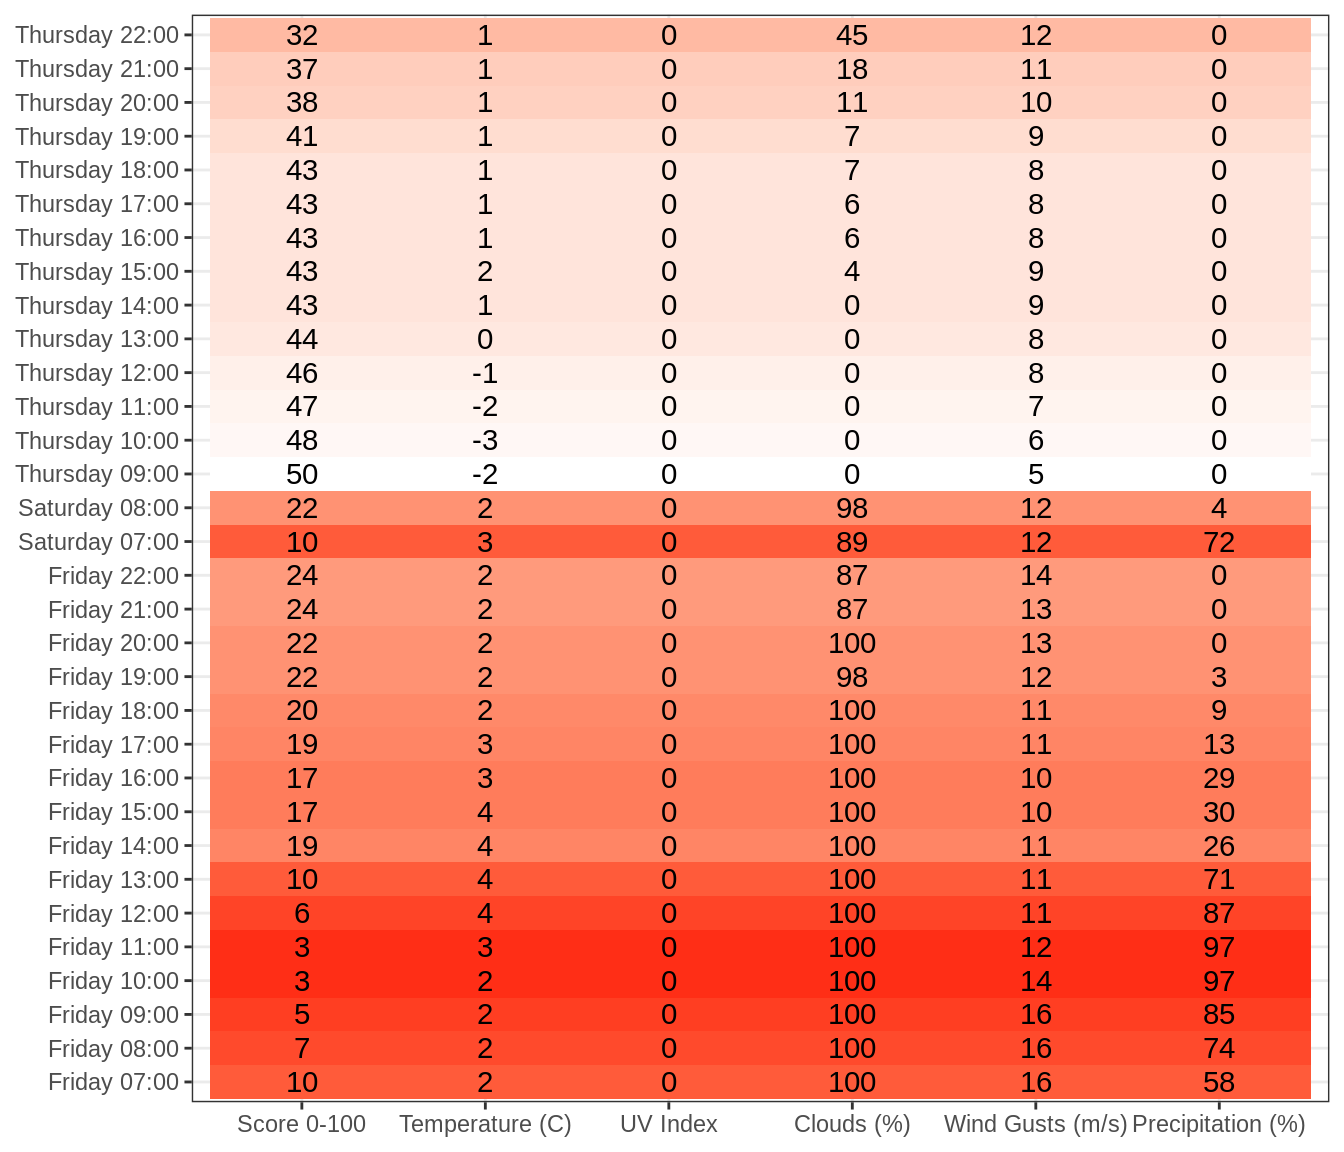 Thursday 22:00 32 1 0 45 12 0
Thursday 21:00 37 1 0 18 11 0
Thursday 20:00 38 1 0 11 10 0
Thursday 19:00 41 1 0 7 9 0
Thursday 18:00 43 1 0 7 8 0
Thursday 17:00 43 1 0 6 8 0
Thursday 16:00 43 1 0 6 8 0
Thursday 15:00 43 2 0 4 9 0
Thursday 14:00 43 1 0 0 9 0
Thursday 13:00 44 0 0 0 8 0
Thursday 12:00 46 -1 0 0 8 0
Thursday 11:00 47 -2 0 0 7 0
Thursday 10:00 48 -3 0 0 6 0
Thursday 09:00 50 -2 0 0 5 0
Saturday 08:00 22 2 0 98 12 4
Saturday 07:00 10 3 0 89 12 72
Friday 22:00 24 2 0 87 14 0
Friday 21:00 24 2 0 87 13 0
Friday 20:00 22 2 0 100 13 0
Friday 19:00 22 2 0 98 12 3
Friday 18:00 20 2 0 100 11 9
Friday 17:00 19 3 0 100 11 13
Friday 16:00 17 3 0 100 10 29
Friday 15:00 17 4 0 100 10 30
Friday 14:00 19 4 0 100 11 26
Friday 13:00 10 4 0 100 11 71
Friday 12:00 6 4 0 100 11 87
Friday 11:00 3 3 0 100 12 97
Friday 10:00 3 2 0 100 14 97
Friday 09:00 5 2 0 100 16 85
Friday 08:00 7 2 0 100 16 74
Friday 07:00 10 2 0 100 16 58
Score 0-100 Temperature (C) UV Index Clouds (%) Wind Gusts (m/s) Precipitation (%)